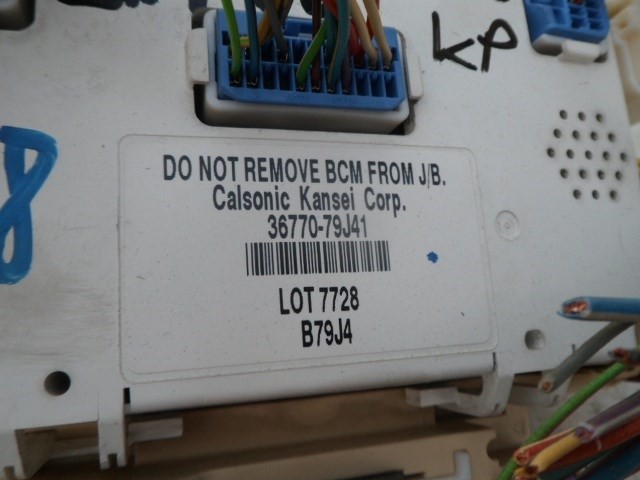 KP
8
DO NOT REMOVE BCM FROM J/B.
Calsonic Kansei Corp.
36770-79J41
LOT 7728
B79J4